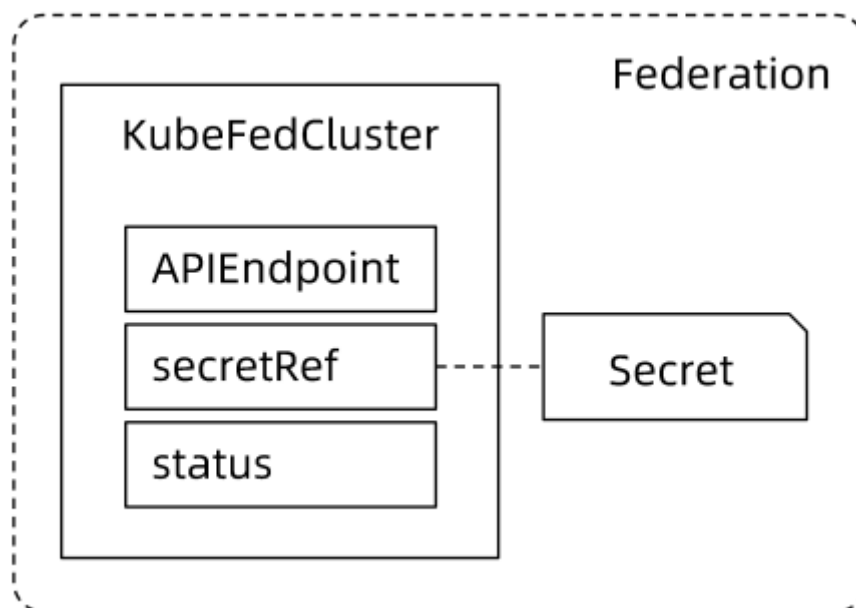 Federation
KubeFedCluster
APIEndpoint
secretRef
Secret
status